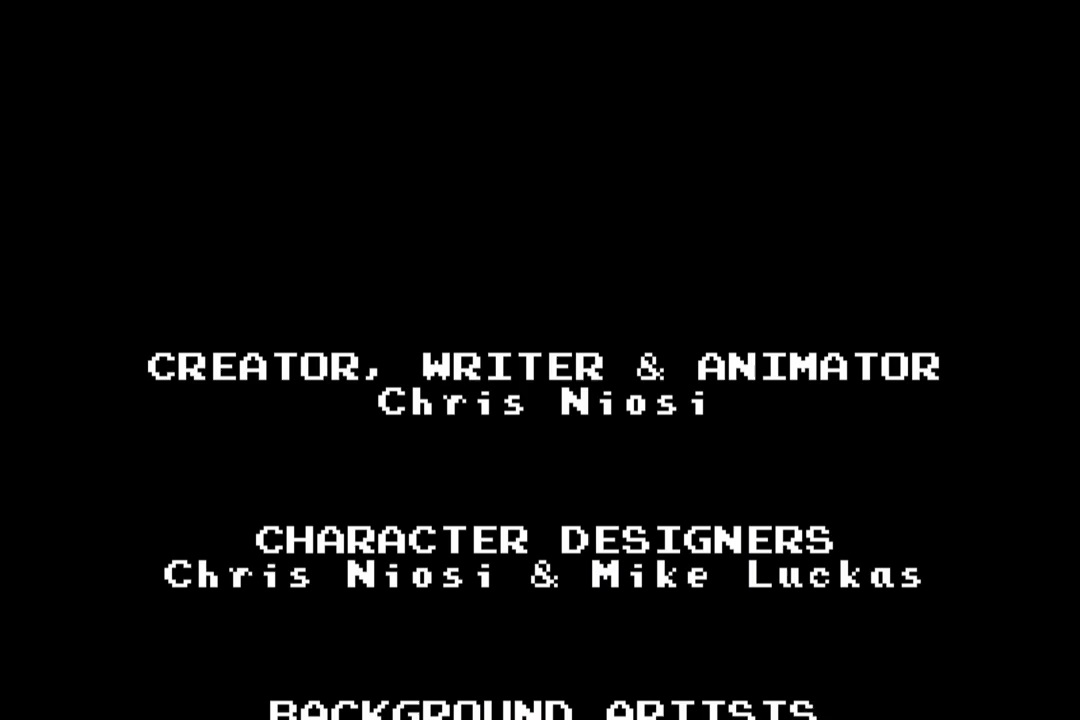 CREATOR, WRITER & ANIMATOR
Chris Niosi
CHARACTER DESIGNERS
Chris Niosi & Mike Luckas
BACKGROUND ARTISTS